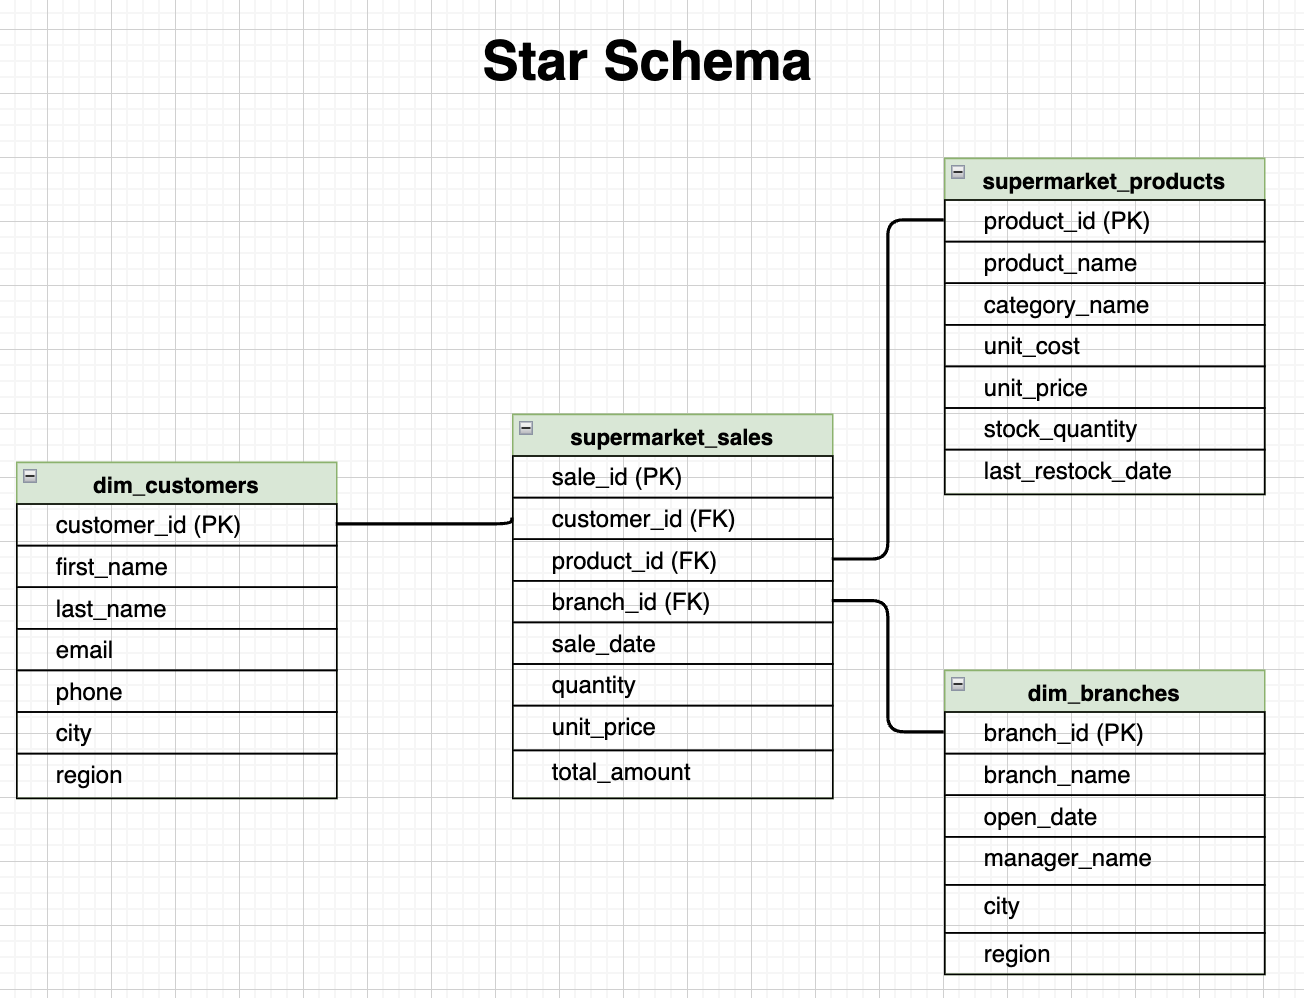 Star Schema
supermarket_products
product_id (PK)
product_name
category_name
unit_cost
unit_price
stock_quantity
last_restock_date
supermarket_sales
sale_id (PK)
customer_id (FK)
product_id (FK)
branch_id (FK)
sale_date
quantity
unit_price
total_amount
dim_customers
customer_id (PK)
first_name
last_name
email
phone
city
region
dim_branches
branch_id (PK)
branch_name
open_date
manager_name
city
region